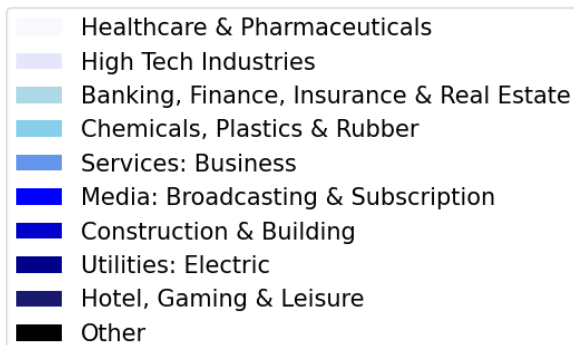 Healthcare & Pharmaceuticals
High Tech Industries
Banking, Finance, Insurance & Real Estate
Chemicals, Plastics & Rubber
Services: Business
Media: Broadcasting & Subscription
Construction & Building
Utilities: Electric
Hotel, Gaming & Leisure
Other